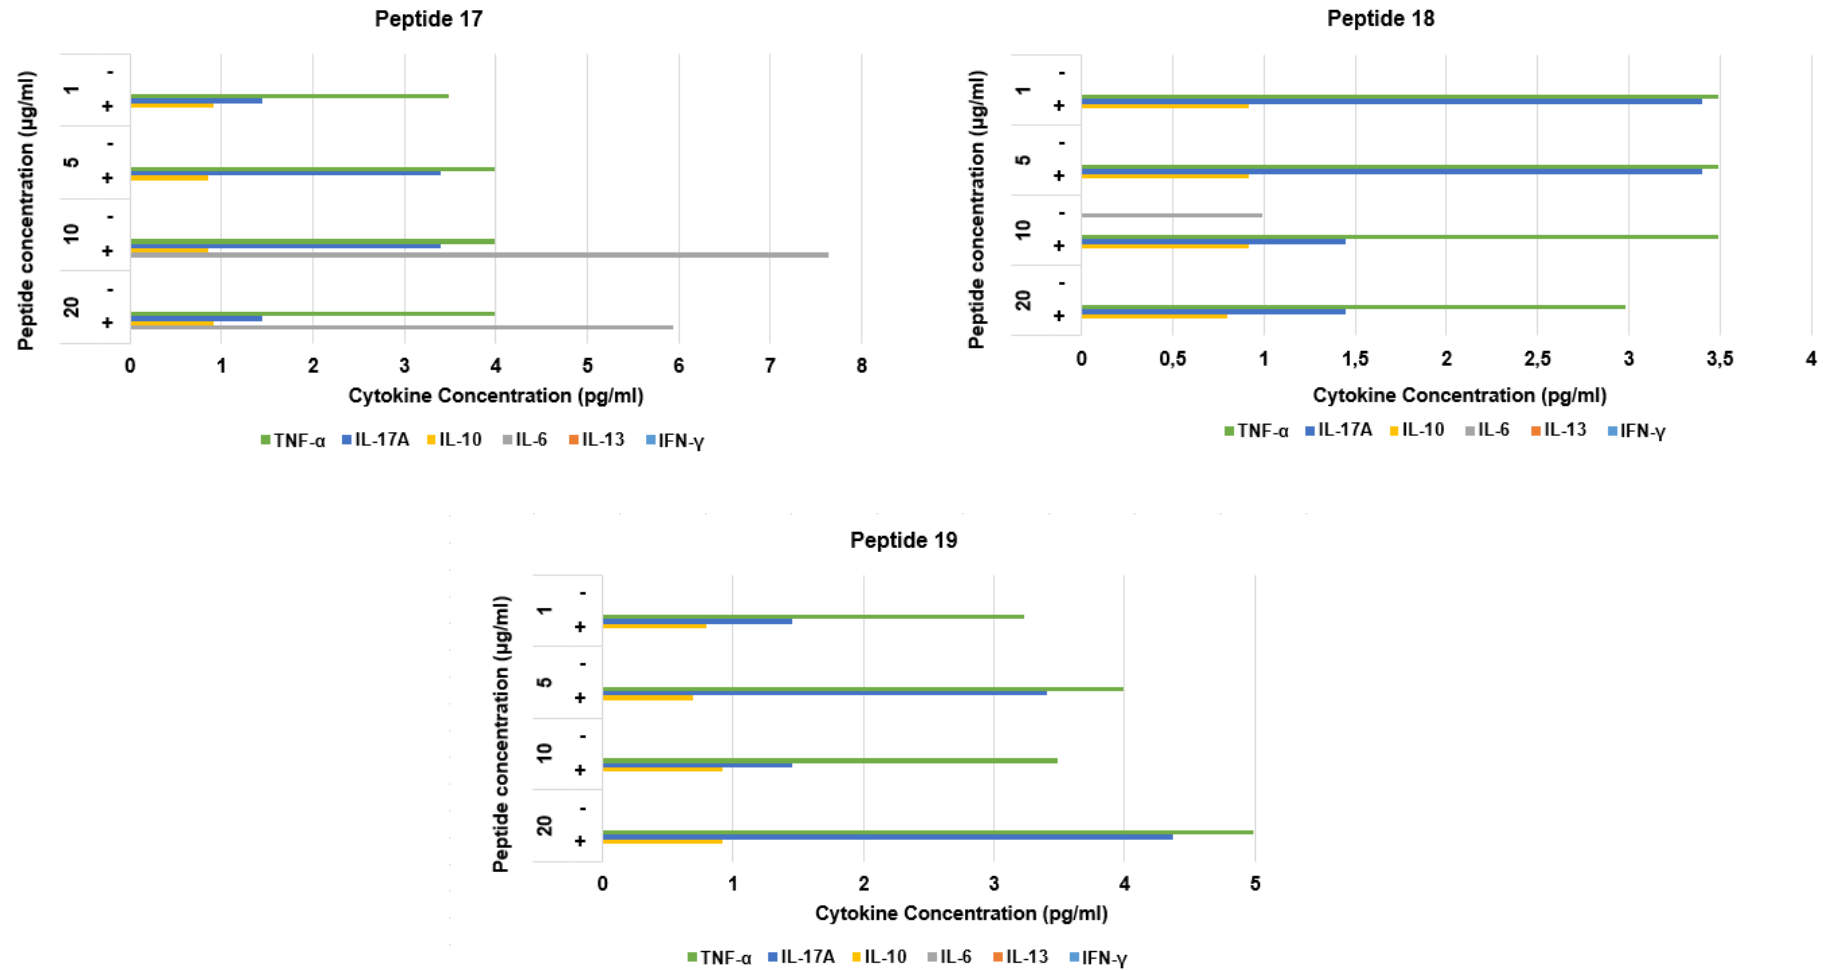 Peptide 17
Peptide concentration (µg/ml)
1
-
+
5
-
+
10
-
+
20
-
+
0 1 2 3 4 5 6 7 8
Cytokine Concentration (pg/ml)
TNF-α IL-17A IL-10 IL-6 IL-13 IFN-γ
Peptide 18
Peptide concentration (µg/ml)
1
-
+
5
-
+
10
-
+
20
-
+
0 0,5 1 1,5 2 2,5 3 3,5 4
Cytokine Concentration (pg/ml)
TNF-α IL-17A IL-10 IL-6 IL-13 IFN-γ
Peptide 19
Peptide concentration (µg/ml)
1
-
+
5
-
+
10
-
+
20
-
+
0 1 2 3 4 5
Cytokine Concentration (pg/ml)
TNF-α IL-17A IL-10 IL-6 IL-13 IFN-γ